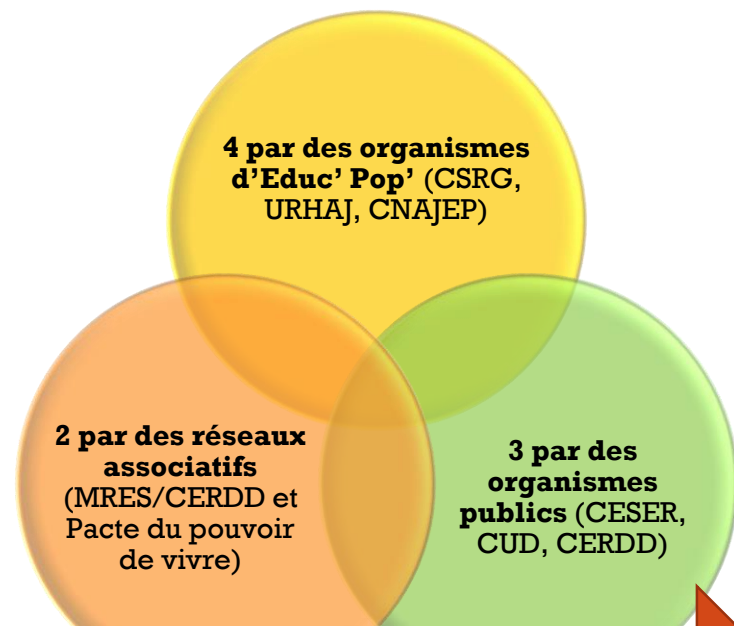 4 par des organismes
d’Educ’ Pop’ (CSRG,
URHAJ, CNAJEP)
2 par des réseaux
associatifs
(MRES/CERDD et
Pacte du pouvoir
de vivre)
3 par des
organismes
publics (CESER,
CUD, CERDD)